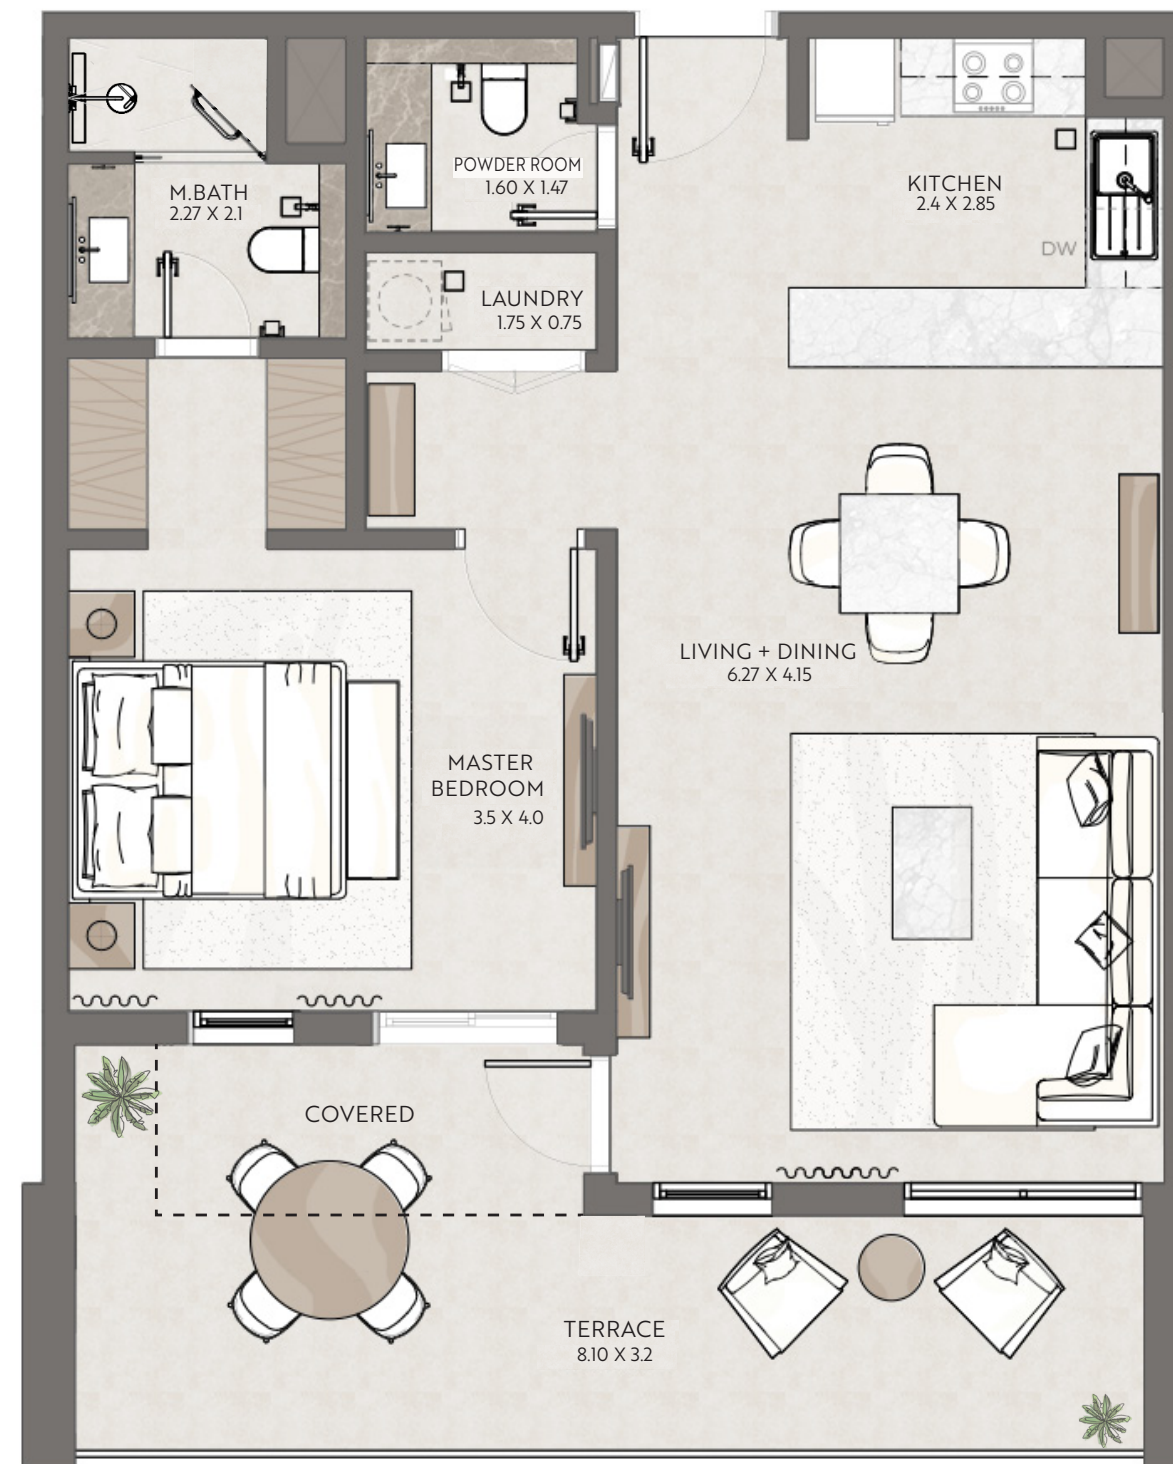 POWDER ROOM
1.60 X 1.47
M.BATH
2.27 X 2.1
KITCHEN
2.4 X 2.85
DW
LAUNDRY
1.75 X 0.75
LIVING + DINING
6.27 X 4.15
MASTER
BEDROOM
3.5 X 4.0
COVERED
TERRACE
8.10 X 3.2